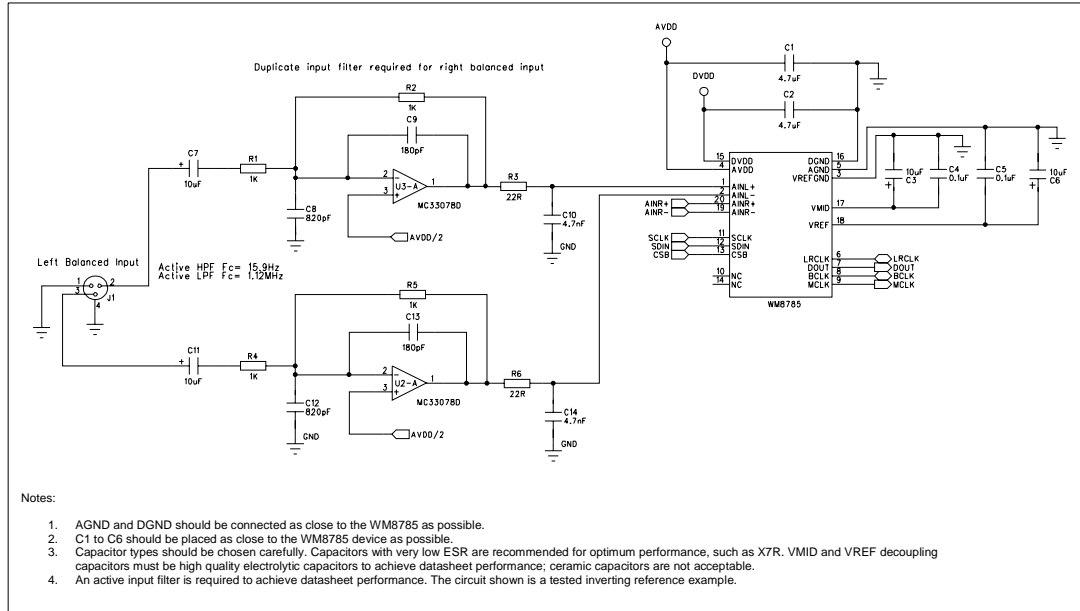 AVDD
Duplicate input filter required for right balanced input
C1
4.7uF
DVDD
C2
4.7uF
R2
1K
C9
180pF
C7
+
10uF
R1
1K
2
-
3
+
U3-A
1
MC33078D
C8
820pF
AVDD/2
GND
R3
22R
C10
4.7nF
GND
15 DVDD
4 AVDD
DGND 16
AGND 5
VREFGND 3
1 AINL+
2 AINL-
AINR+ 20 AINR+
AINR- 19 AINR-
VMID 17
VREF 18
SCLK 11 SCLK
SDIN 12 SDIN
CSB 13 CSB
LRCLK 6 LRCLK
DOUT 7 DOUT
BCLK 8 BCLK
MCLK 9 MCLK
10 NC
14 NC
WM8785
10uF
+ C3
C4
0.1uF
C5
0.1uF
10uF
+ C6
Left Balanced Input
Active HPF Fc= 15.9Hz
Active LPF Fc= 1.12MHz
1
2
3
4
J1
R5
1K
C13
180pF
C11
+
10uF
R4
1K
2
-
3
+
U2-A
1
MC33078D
C12
820pF
GND
AVDD/2
R6
22R
C14
4.7nF
GND
Notes:
1. AGND and DGND should be connected as close to the WM8785 as possible.
2. C1 to C6 should be placed as close to the WM8785 device as possible.
3. Capacitor types should be chosen carefully. Capacitors with very low ESR are recommended for optimum performance, such as X7R. VMID and VREF decoupling
capacitors must be high quality electrolytic capacitors to achieve datasheet performance; ceramic capacitors are not acceptable.
4. An active input filter is required to achieve datasheet performance. The circuit shown is a tested inverting reference example.